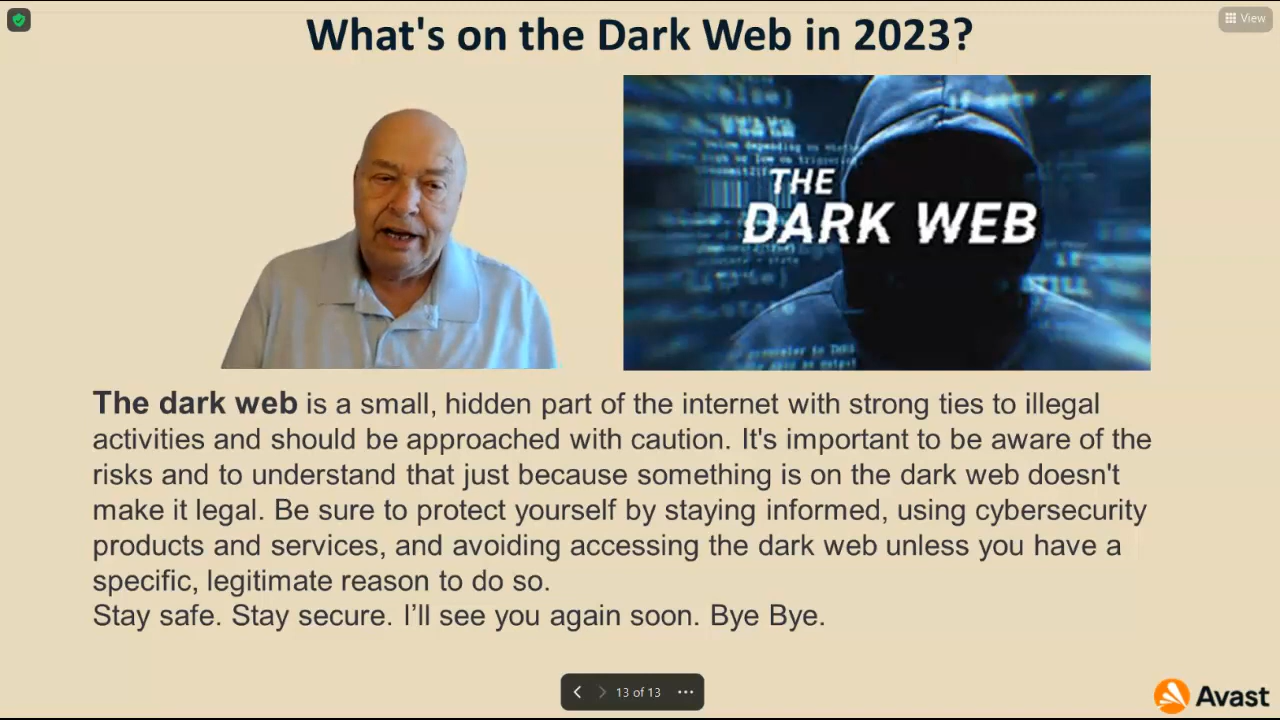 View
What's on the Dark Web in 2023?
THE
DARK WEB
The dark web is a small, hidden part of the internet with strong ties to illegal
activities and should be approached with caution. It's important to be aware of the
risks and to understand that just because something is on the dark web doesn't
make it legal. Be sure to protect yourself by staying informed, using cybersecurity
products and services, and avoiding accessing the dark web unless you have a
specific, legitimate reason to do so.
Stay safe. Stay secure. I’ll see you again soon. Bye Bye.
13 of 13
Avast